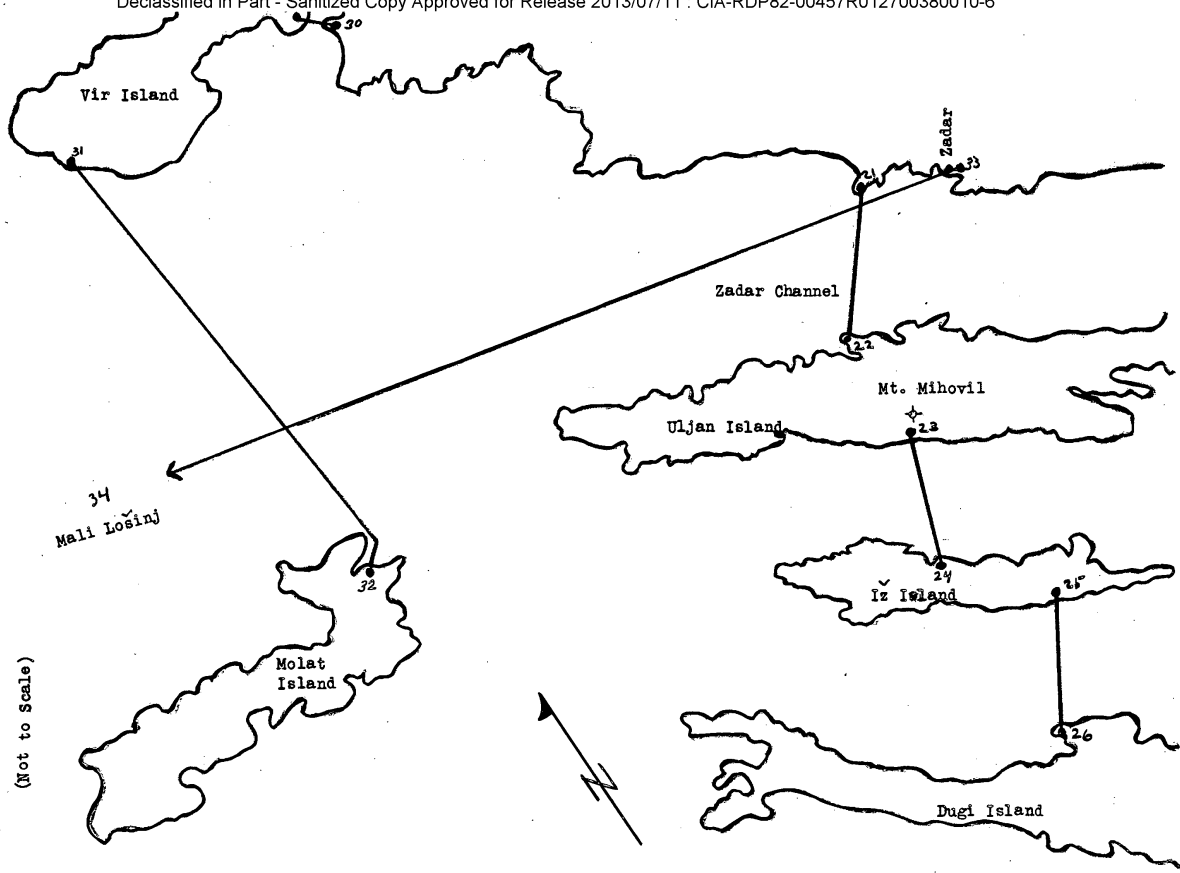 Declassified in Part - Sanitized Copy Approved for Release 2013/07/11 : CIA-RDP82-00457R012700380010-6
30
Vir Island
31
Zadar
33
21
Zadar Channel
22
Mt. Mihovil
Uljan Island
23
34
Mali Lošinj
32
24
25
Iž Island
Molat
Island
(Not to Scale)
N
26
Dugi Island